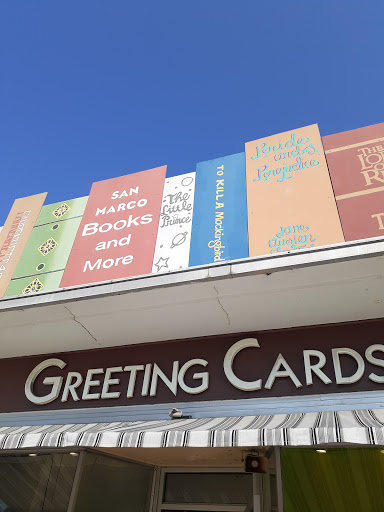 SAN
MARCO
Books
and
More
The
Little
Prince
TO KILL A Mockingbird
Pride
and
Prejudice
Jane
Austen
THE
LO
RI
T
GREETING CARDS